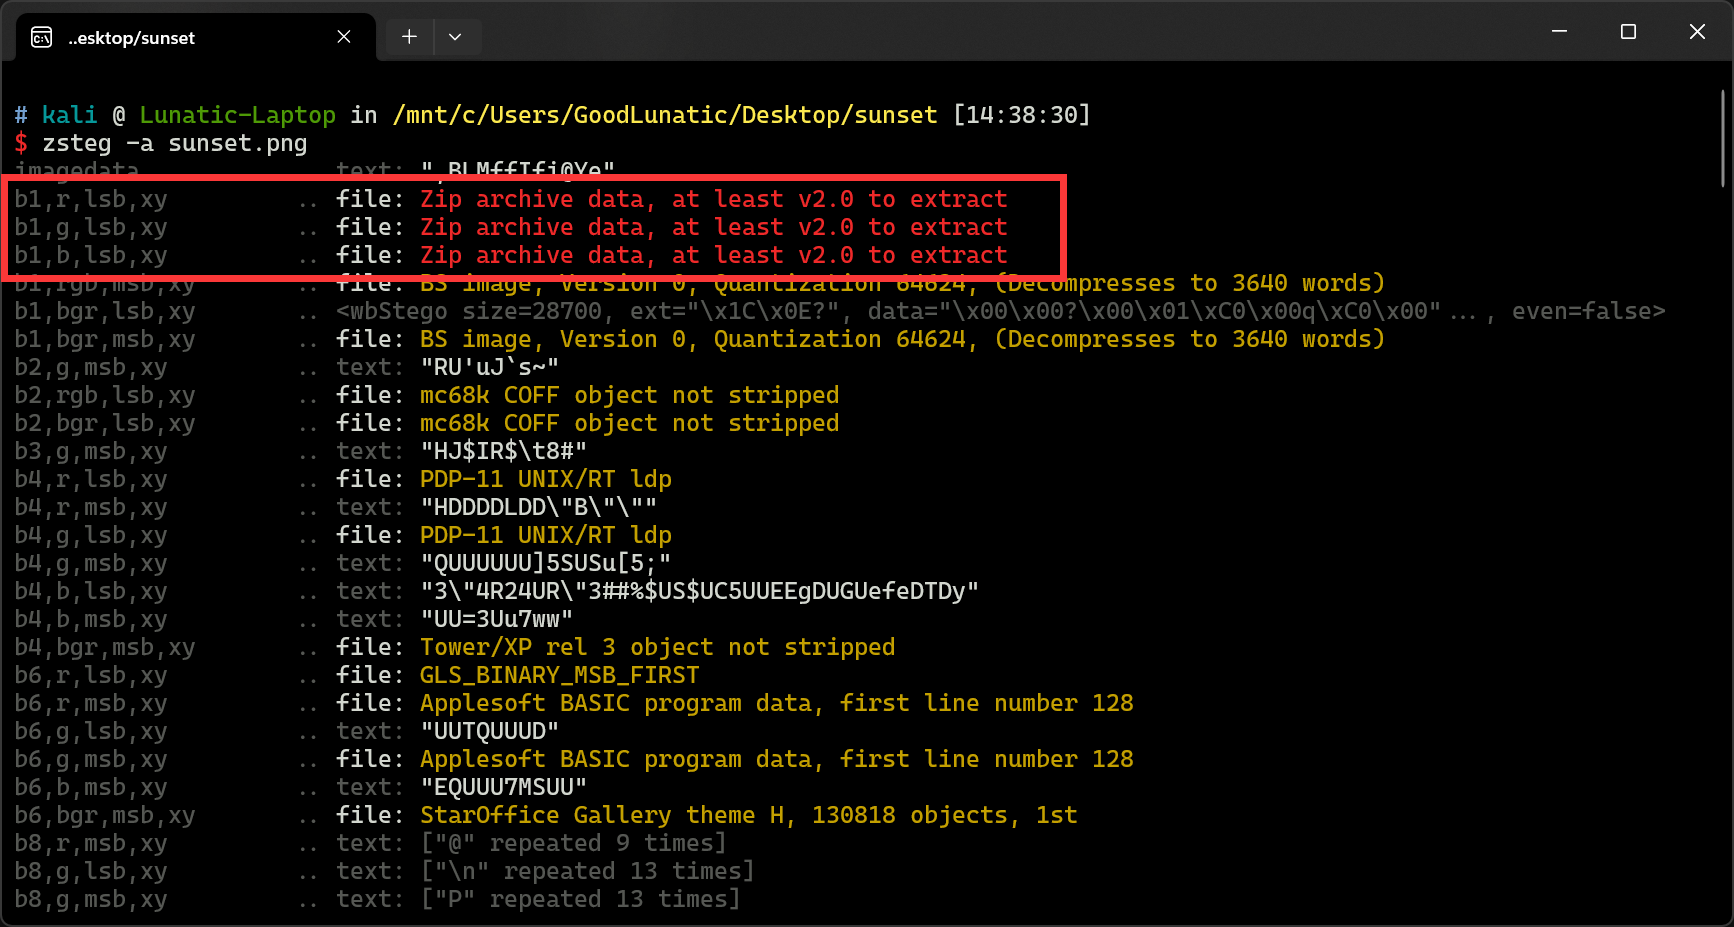 ..esktop/sunset
# kali @ Lunatic-Laptop in /mnt/c/Users/GoodLunatic/Desktop/sunset [14:38:30]
$ zsteg -a sunset.png
imagedata .. text: ",BLMffIfi@Ye"
b1,r,lsb,xy .. file: Zip archive data, at least v2.0 to extract
b1,g,lsb,xy .. file: Zip archive data, at least v2.0 to extract
b1,b,lsb,xy .. file: Zip archive data, at least v2.0 to extract
b1,rgb,msb,xy .. file: BS image, Version 0, Quantization 64624, (Decompresses to 3640 words)
b1,bgr,lsb,xy .. <wbStego size=28700, ext="\x1C\x0E?", data="\x00\x00?\x00\x01\xC0\x00q\xC0\x00"..., even=false>
b1,bgr,msb,xy .. file: BS image, Version 0, Quantization 64624, (Decompresses to 3640 words)
b2,g,msb,xy .. text: "RU'uJ`s~"
b2,rgb,lsb,xy .. file: mc68k COFF object not stripped
b2,bgr,lsb,xy .. file: mc68k COFF object not stripped
b3,g,msb,xy .. text: "HJ$IR$\t8#"
b4,r,lsb,xy .. file: PDP-11 UNIX/RT ldp
b4,r,msb,xy .. text: "HDDDDLDD\"B\"\""
b4,g,lsb,xy .. file: PDP-11 UNIX/RT ldp
b4,g,msb,xy .. text: "QUUUUUU]5SUSu[5;"
b4,b,lsb,xy .. text: "3\"4R24UR\"3##%$US$UC5UUEEgDUGUefeDTDy"
b4,b,msb,xy .. text: "UU=3Uu7ww"
b4,bgr,msb,xy .. file: Tower/XP rel 3 object not stripped
b6,r,lsb,xy .. file: GLS_BINARY_MSB_FIRST
b6,r,msb,xy .. file: Applesoft BASIC program data, first line number 128
b6,g,lsb,xy .. text: "UUTQUUUD"
b6,g,msb,xy .. file: Applesoft BASIC program data, first line number 128
b6,b,msb,xy .. text: "EQUUU7MSUU"
b6,bgr,msb,xy .. file: StarOffice Gallery theme H, 130818 objects, 1st
b8,r,msb,xy .. text: ["@" repeated 9 times]
b8,g,lsb,xy .. text: ["\n" repeated 13 times]
b8,g,msb,xy .. text: ["P" repeated 13 times]